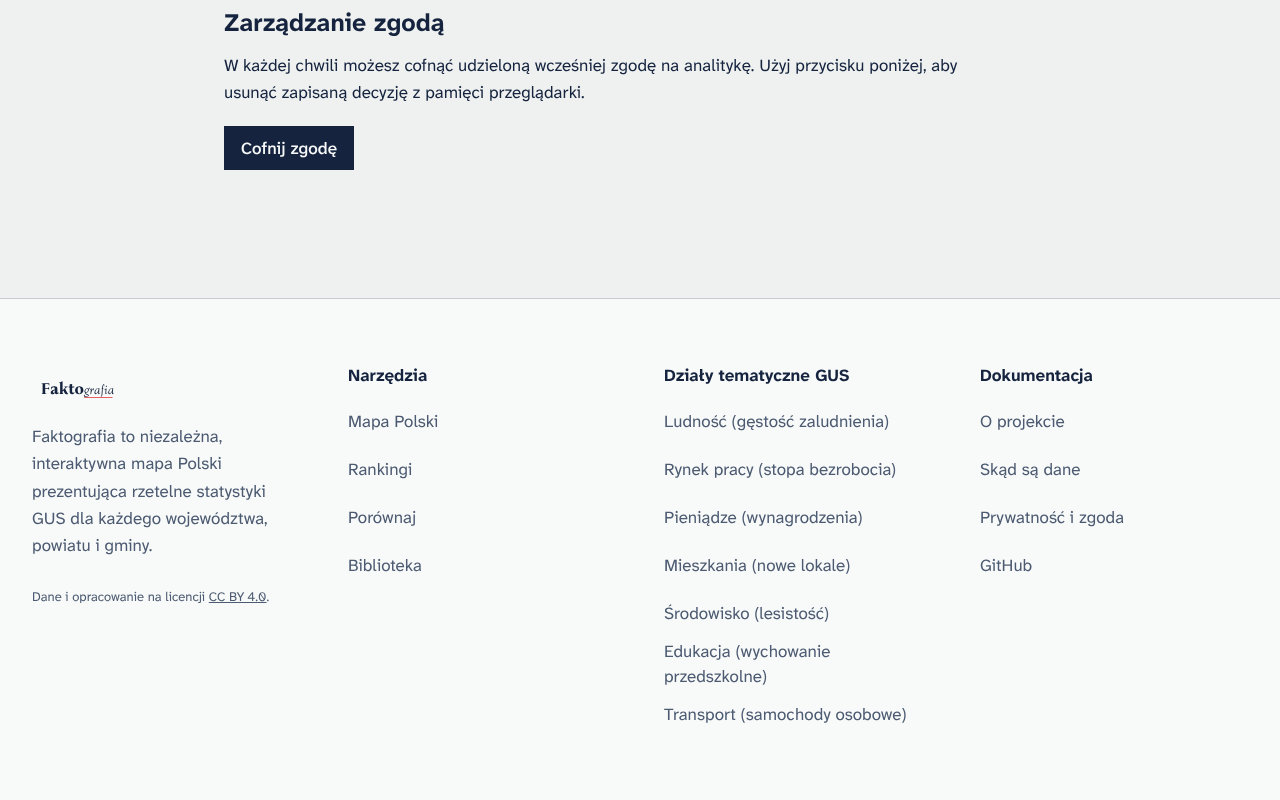 Zarządzanie zgodą
W każdej chwili możesz cofnąć udzieloną wcześniej zgodę na analitykę. Użyj przycisku poniżej, aby
usunąć zapisaną decyzję z pamięci przeglądarki.
Cofnij zgodę
Faktografia
Faktografia to niezależna,
interaktywna mapa Polski
prezentująca rzetelne statystyki
GUS dla każdego województwa,
powiatu i gminy.
Dane i opracowanie na licencji CC BY 4.0.
Narzędzia
Mapa Polski
Rankingi
Porównaj
Biblioteka
Działy tematyczne GUS
Ludność (gęstość zaludnienia)
Rynek pracy (stopa bezrobocia)
Pieniądze (wynagrodzenia)
Mieszkania (nowe lokale)
Środowisko (lesistość)
Edukacja (wychowanie
przedszkolne)
Transport (samochody osobowe)
Dokumentacja
O projekcie
Skąd są dane
Prywatność i zgoda
GitHub